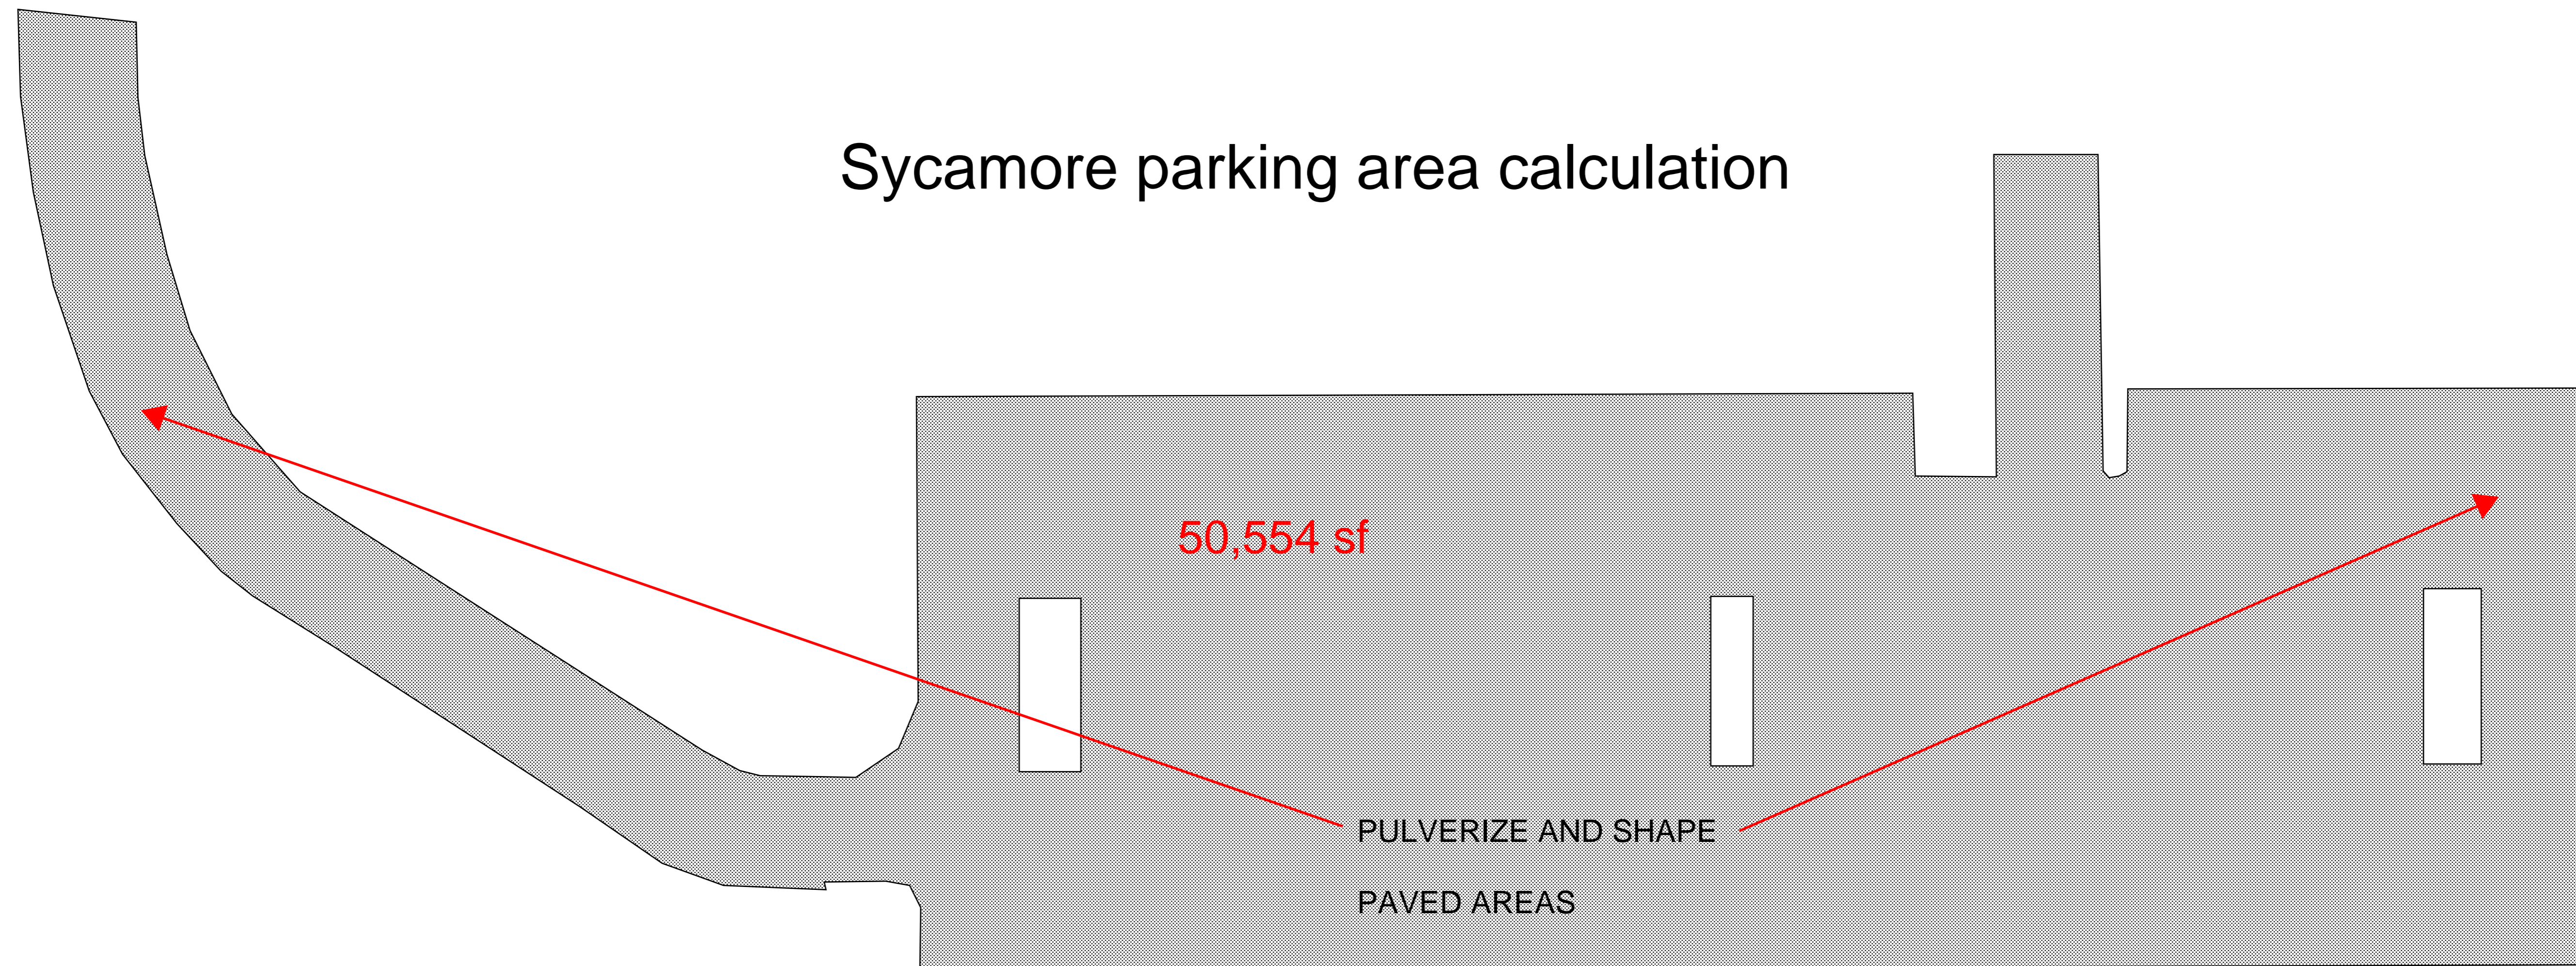 Sycamore parking area calculation
50,554 sf
PULVERIZE AND SHAPE
PAVED AREAS